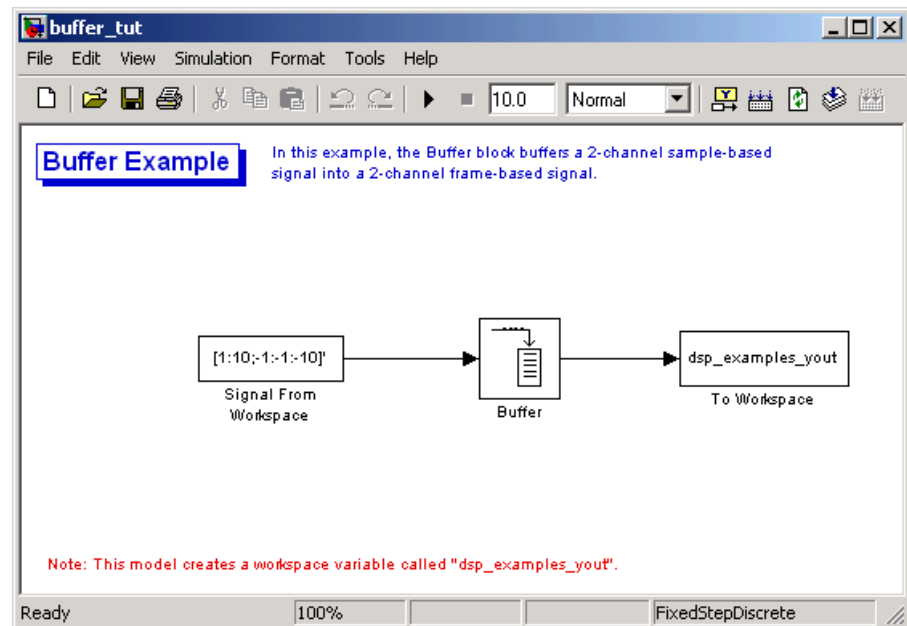 buffer_tut
File Edit View Simulation Format Tools Help
10.0 Normal
Buffer Example
In this example, the Buffer block buffers a 2-channel sample-based
signal into a 2-channel frame-based signal.
[1:10;-1:-1:-10]'
Signal From
Workspace
Buffer
dsp_examples_yout
To Workspace
Note: This model creates a workspace variable called "dsp_examples_yout".
Ready 100% FixedStepDiscrete